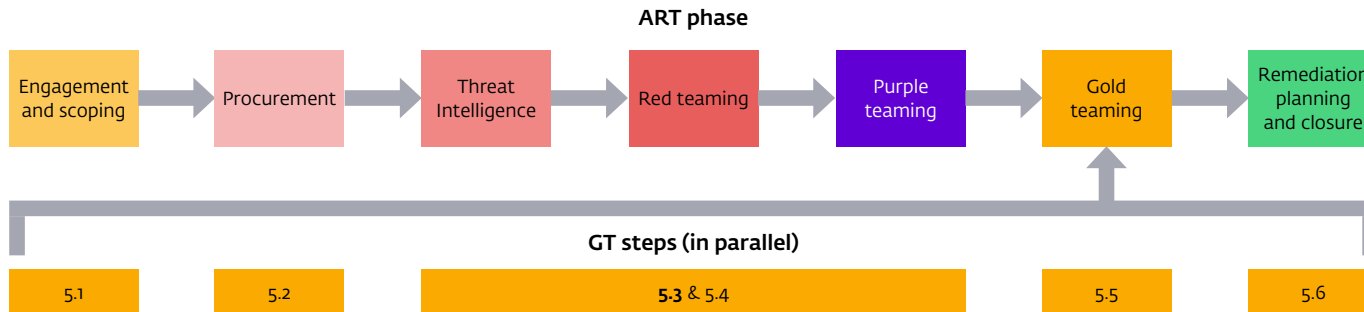 ART phase
Engagement
and scoping
Procurement
Threat
Intelligence
Red teaming
Purple
teaming
Gold
teaming
Remediation
planning
and closure
GT steps (in parallel)
5.1
5.2
5.3 & 5.4
5.5
5.6